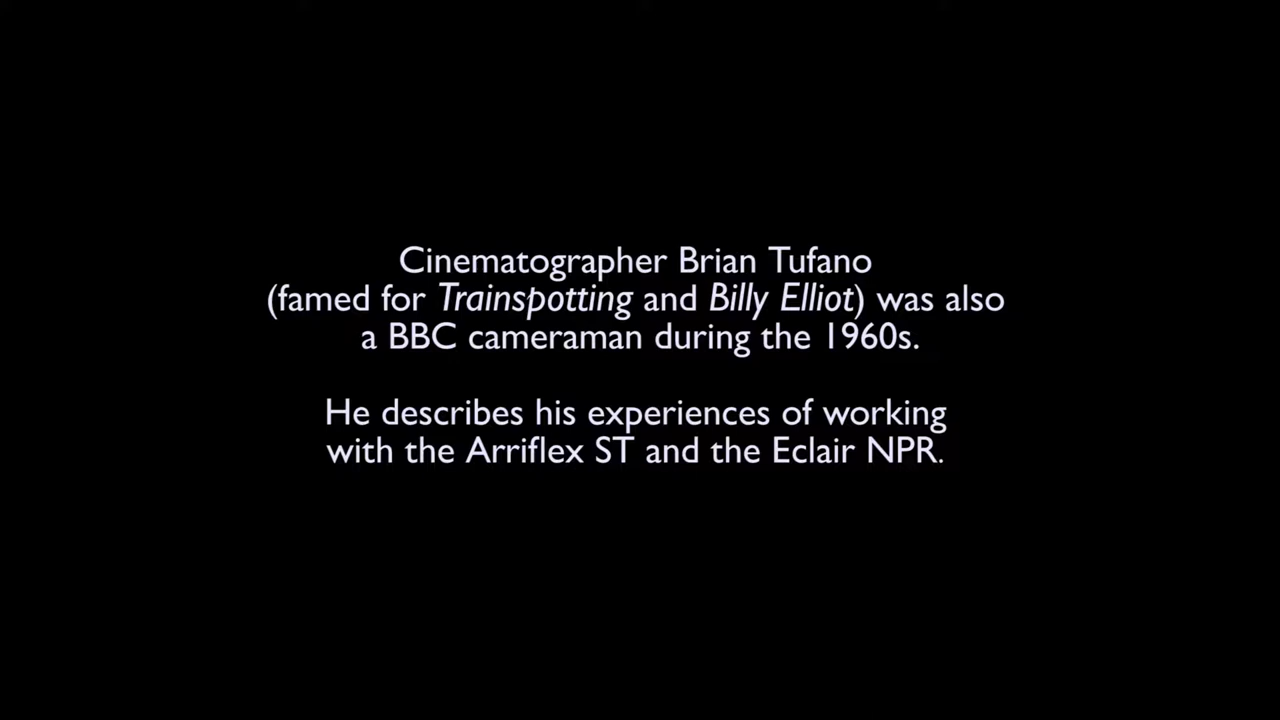 Cinematographer Brian Tufano
(famed for Trainspotting and Billy Elliot) was also
a BBC cameraman during the 1960s.
He describes his experiences of working
with the Arriflex ST and the Eclair NPR.